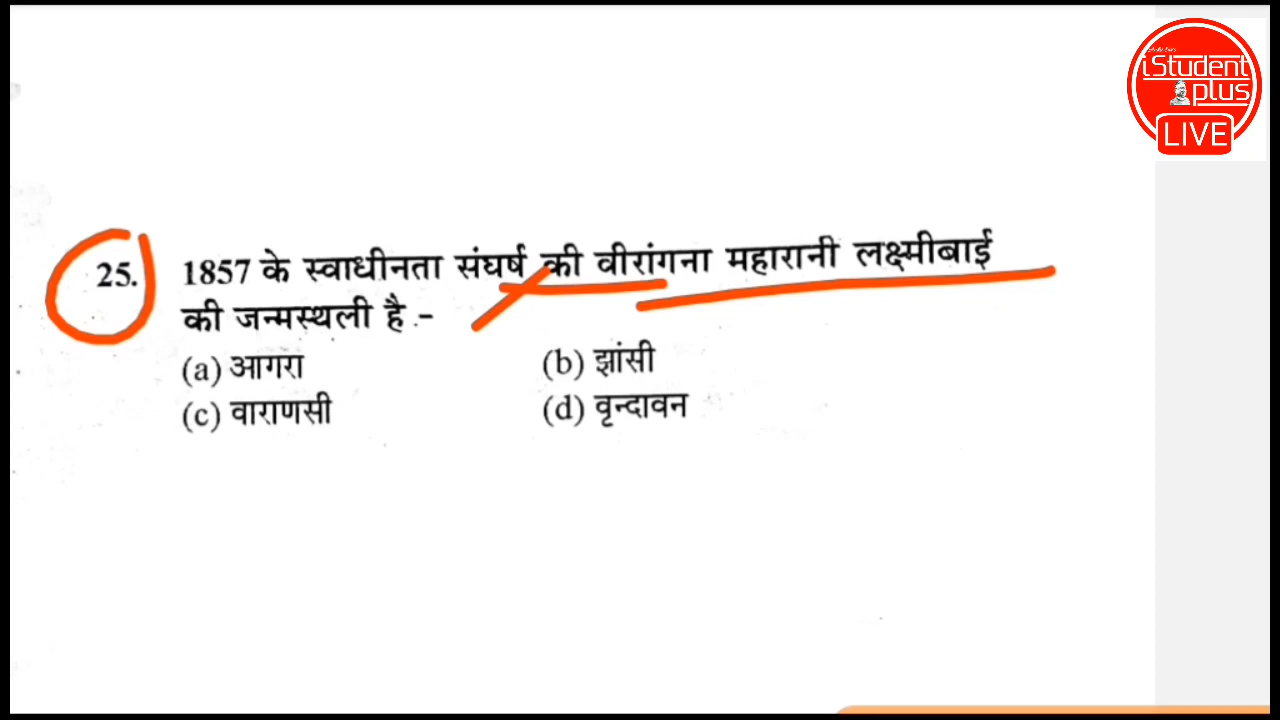 iStudent
plus
LIVE
25. 1857 के स्वाधीनता संघर्ष की वीरांगना महारानी लक्ष्मीबाई
की जन्मस्थली है :-
(a) आगरा (b) झांसी
(c) वाराणसी (d) वृन्दावन